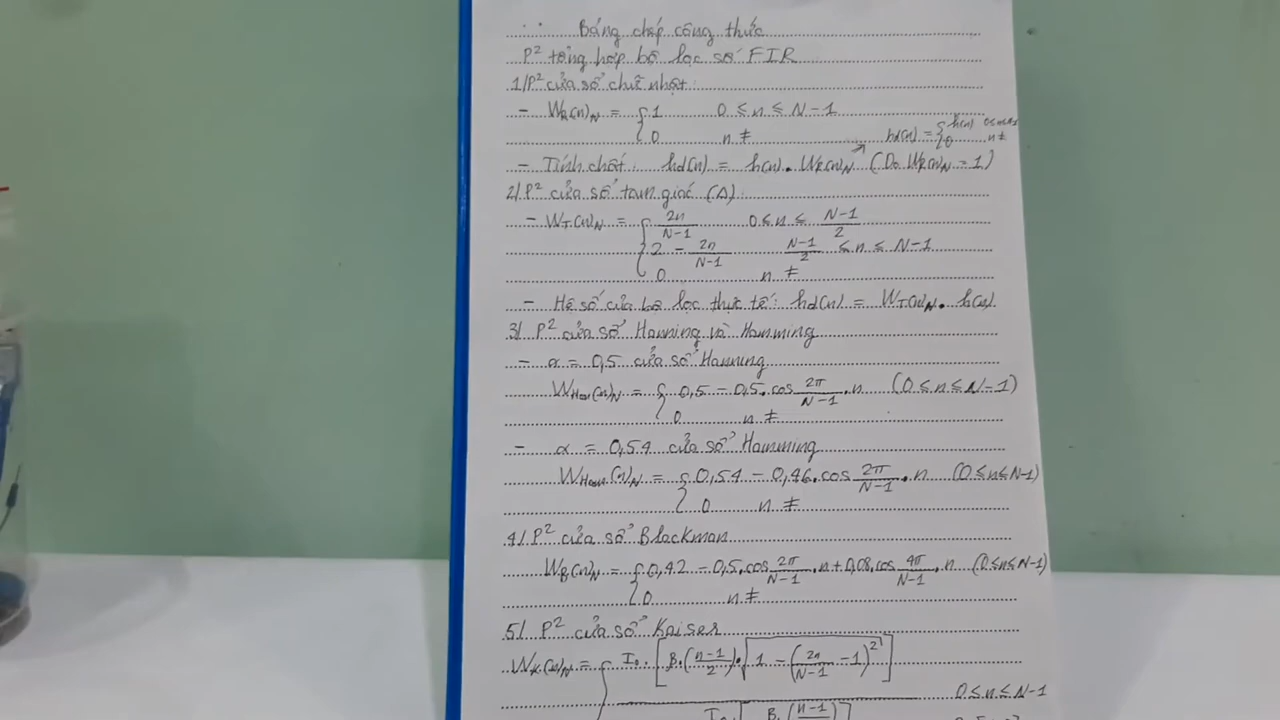 Bảng chép công thức
P² tổng hợp bộ lọc số FIR
1/ P² cửa sổ chữ nhật:
- W_R(n)_N = { 1 0 ≤ n ≤ N-1
0 n ≠
hd(n) = { h(n)
0 n ≠
- Tính chất: hd(n) = h(n). W_R(n)_N (Do W_R(n)_N = 1)
2/ P² cửa sổ tam giác (Δ)
- W_T(n)_N = { 2n/(N-1) 0 ≤ n ≤ (N-1)/2
2 - 2n/(N-1) (N-1)/2 ≤ n ≤ N-1
0 n ≠
- Hệ số của bộ lọc thực tế: hd(n) = W_T(n)_N. h(n)
3/ P² cửa sổ Hanning và Hamming
- α = 0,5 cửa sổ Hanning
W_Han(n)_N = { 0,5 - 0,5. cos 2π/(N-1). n (0 ≤ n ≤ N-1)
0 n ≠
- α = 0,54 cửa sổ Hamming
W_Ham(n)_N = { 0,54 - 0,46. cos 2π/(N-1). n (0 ≤ n ≤ N-1)
0 n ≠
4/ P² cửa sổ Blackman
W_B(n)_N = { 0,42 - 0,5. cos 2π/(N-1). n + 0,08. cos 4π/(N-1). n (0 ≤ n ≤ N-1)
0 n ≠
5/ P² cửa sổ Kaiser
W_K(n)_N = { I₀. [β. ((n-1)/2). √(1 - (2n/(N-1) - 1)²)]
0 ≤ n ≤ N-1